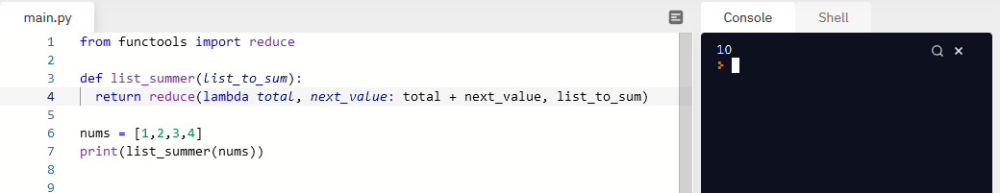 main.py
1 from functools import reduce
2
3 def list_summer(list_to_sum):
4   return reduce(lambda total, next_value: total + next_value, list_to_sum)
5
6 nums = [1,2,3,4]
7 print(list_summer(nums))
8
9
Console Shell
10